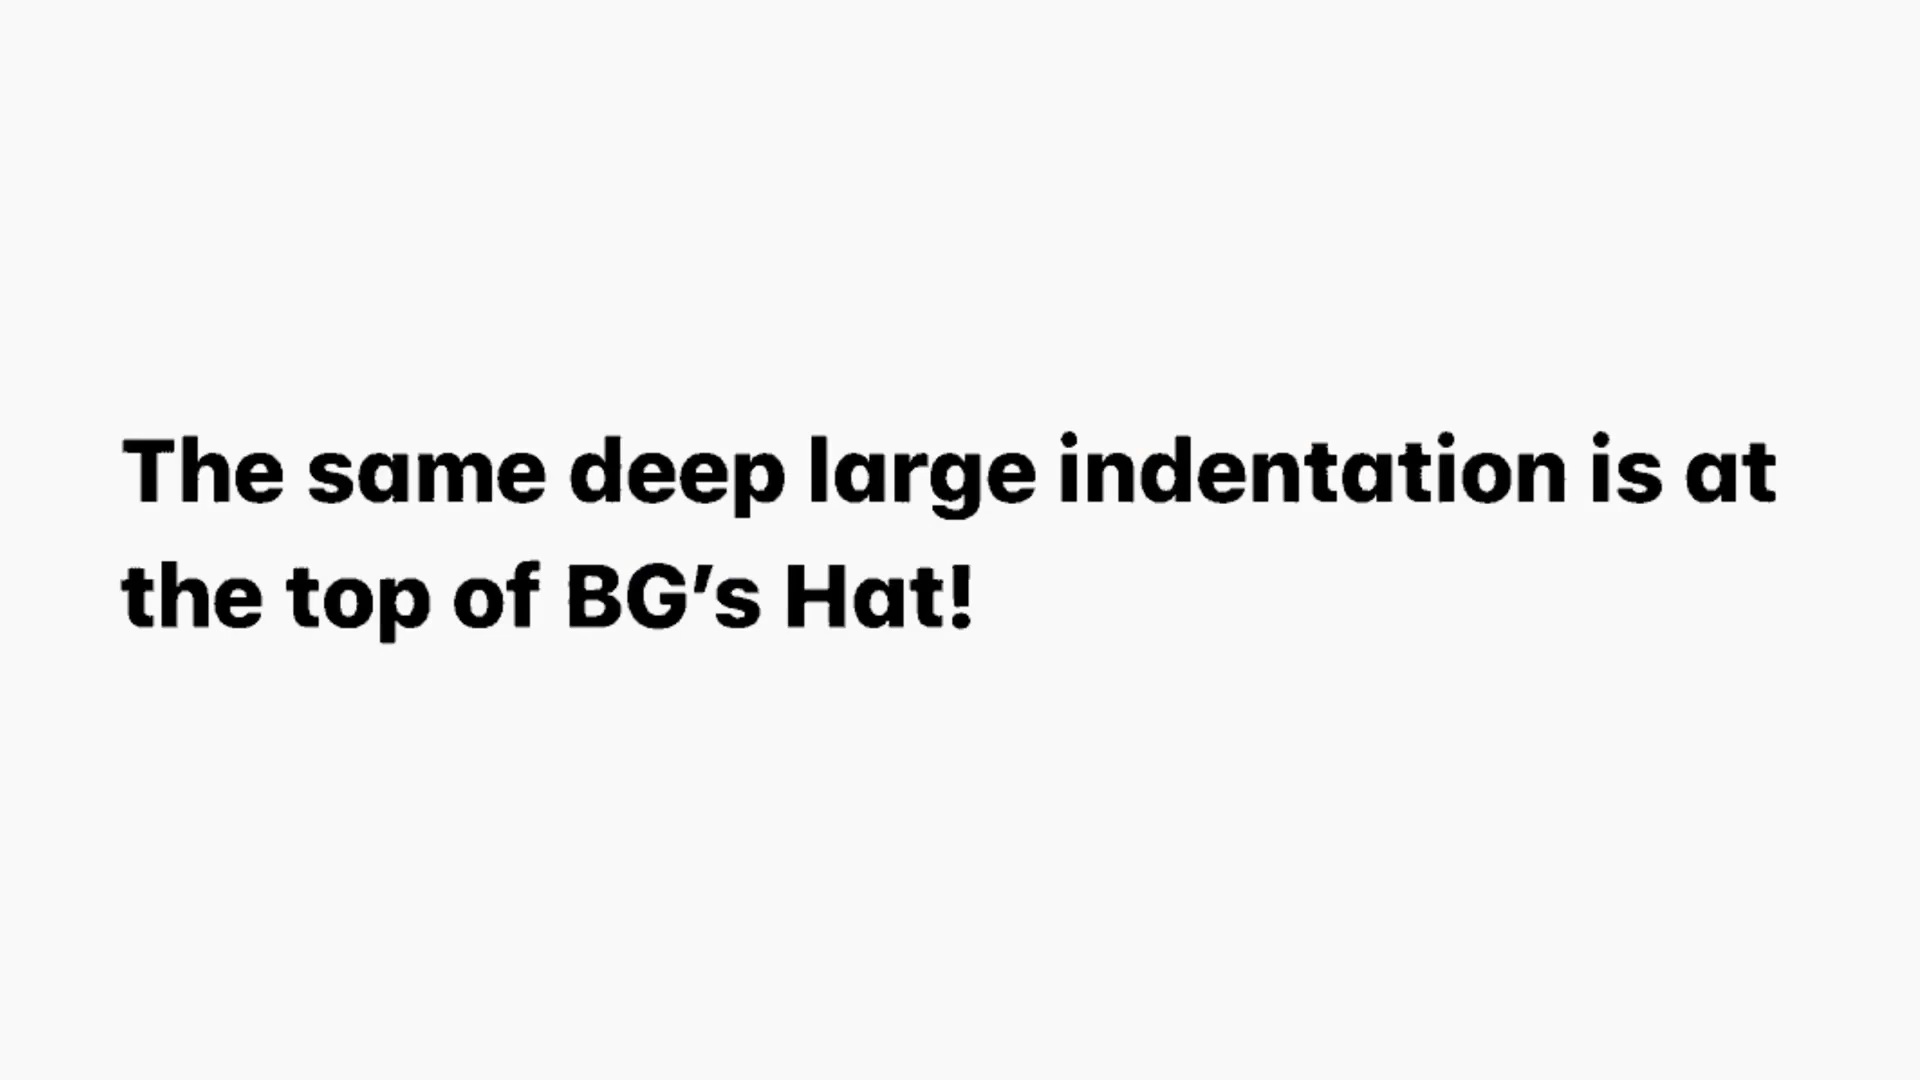 The same deep large indentation is at
the top of BG’s Hat!